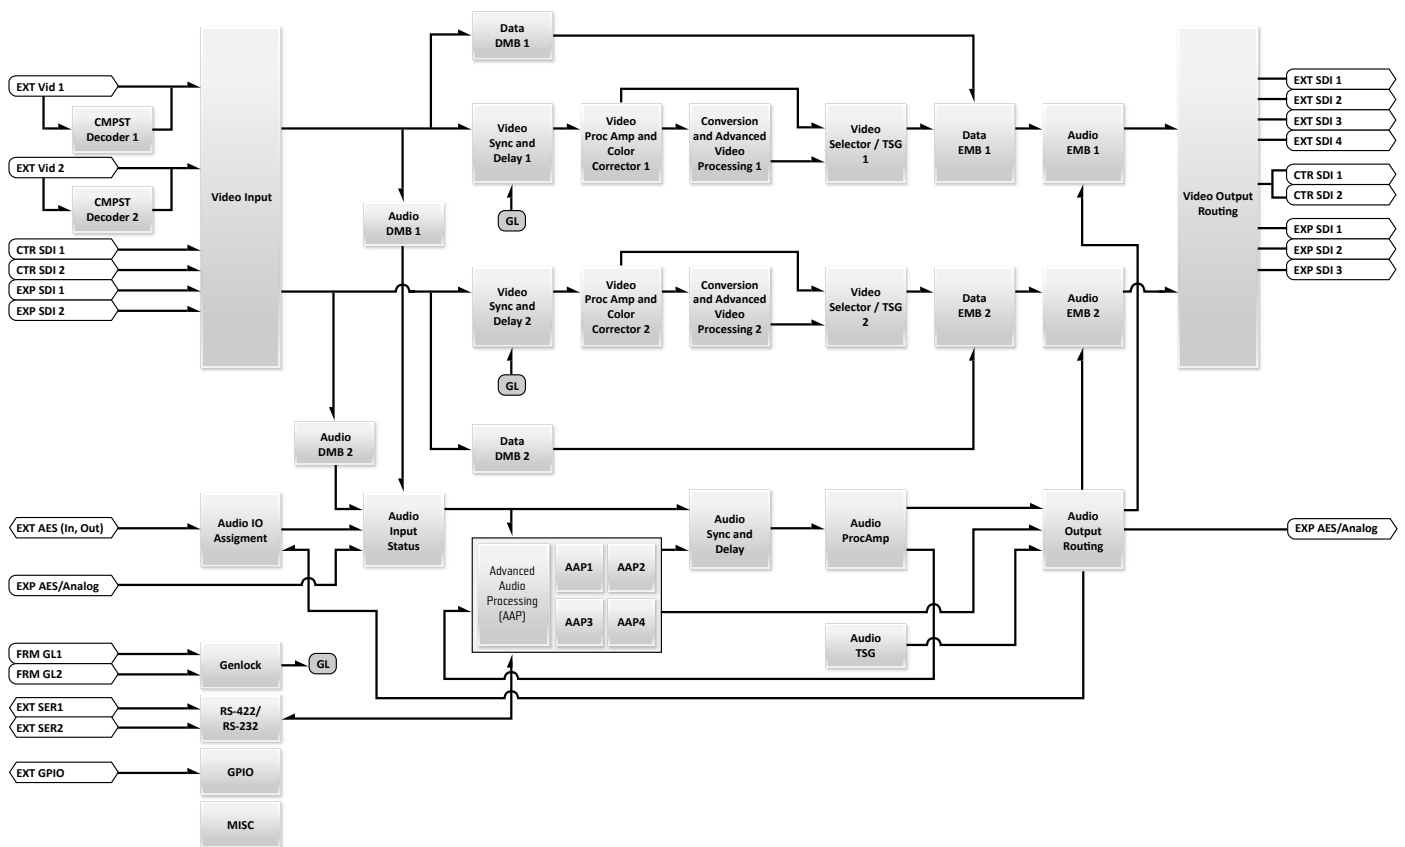 Data
DMB 1
EXT Vid 1
CMPST
Decoder 1
EXT Vid 2
CMPST
Decoder 2
CTR SDI 1
CTR SDI 2
EXP SDI 1
EXP SDI 2
Video Input
Audio
DMB 1
Video
Sync and
Delay 1
GL
Video
Proc Amp and
Color
Corrector 1
Conversion
and Advanced
Video
Processing 1
Video
Selector / TSG
1
Data
EMB 1
Audio
EMB 1
Video Output
Routing
EXT SDI 1
EXT SDI 2
EXT SDI 3
EXT SDI 4
CTR SDI 1
CTR SDI 2
EXP SDI 1
EXP SDI 2
EXP SDI 3
Video
Sync and
Delay 2
GL
Video
Proc Amp and
Color
Corrector 2
Conversion
and Advanced
Video
Processing 2
Video
Selector / TSG
2
Data
EMB 2
Audio
EMB 2
Audio
DMB 2
Data
DMB 2
EXT AES (In, Out)
EXP AES/Analog
Audio IO
Assigment
Audio
Input
Status
Advanced
Audio
Processing
(AAP)
AAP1
AAP2
AAP3
AAP4
Audio
Sync and
Delay
Audio
ProcAmp
Audio
TSG
Audio
Output
Routing
EXP AES/Analog
FRM GL1
FRM GL2
Genlock
GL
EXT SER1
EXT SER2
RS-422/
RS-232
EXT GPIO
GPIO
MISC